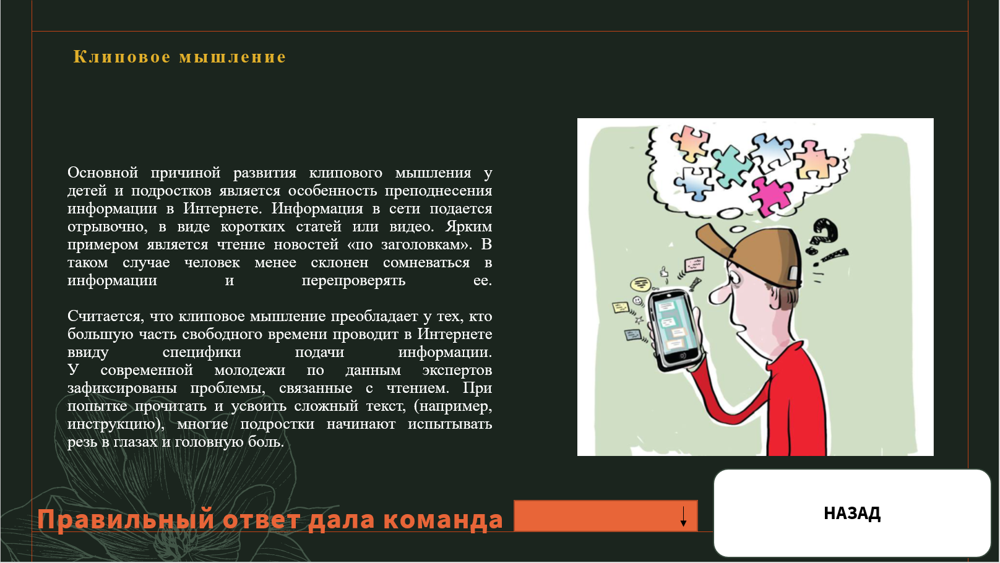 Клиповое мышление
Основной причиной развития клипового мышления у
детей и подростков является особенность преподнесения
информации в Интернете. Информация в сети подается
отрывочно, в виде коротких статей или видео. Ярким
примером является чтение новостей «по заголовкам». В
таком случае человек менее склонен сомневаться в
информации и перепроверять ее.
Считается, что клиповое мышление преобладает у тех, кто
большую часть свободного времени проводит в Интернете
ввиду специфики подачи информации.
У современной молодежи по данным экспертов
зафиксированы проблемы, связанные с чтением. При
попытке прочитать и усвоить сложный текст, (например,
инструкцию), многие подростки начинают испытывать
резь в глазах и головную боль.
Правильный ответ дала команда
НАЗАД